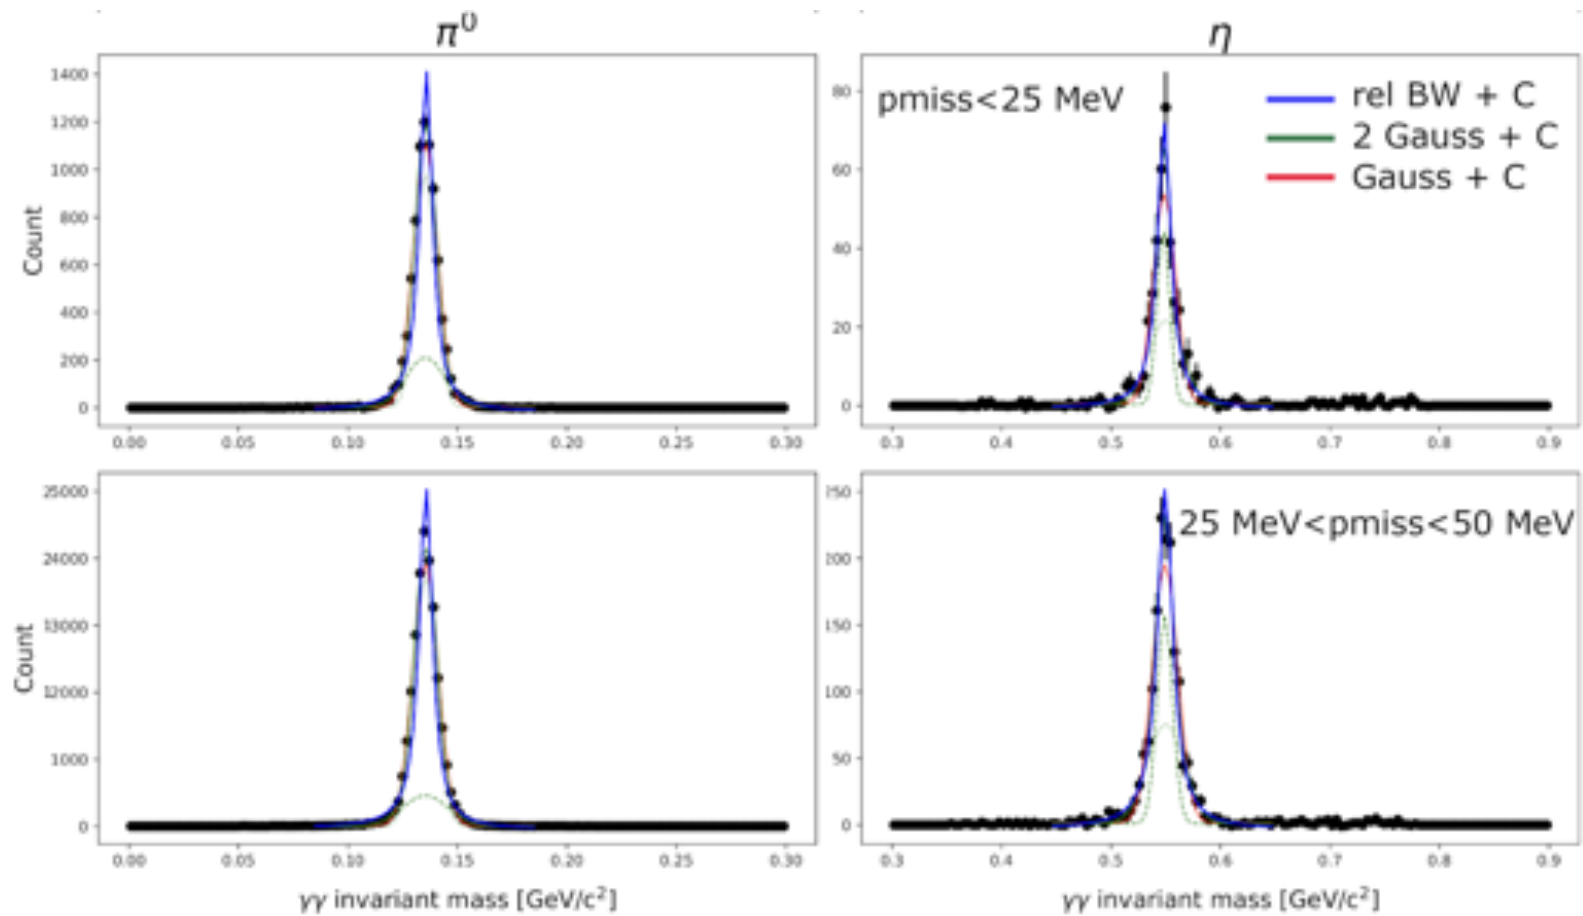 π⁰
η
1400
1200
1000
800
600
400
200
0
Count
0.00 0.05 0.10 0.15 0.20 0.25 0.30
pmiss<25 MeV
rel BW + C
2 Gauss + C
Gauss + C
80
60
40
20
0
0.3 0.4 0.5 0.6 0.7 0.8 0.9
25000
24000
13000
12000
1000
0
Count
0.00 0.05 0.10 0.15 0.20 0.25 0.30
γγ invariant mass [GeV/c²]
25 MeV<pmiss<50 MeV
250
200
150
100
50
0
0.3 0.4 0.5 0.6 0.7 0.8 0.9
γγ invariant mass [GeV/c²]